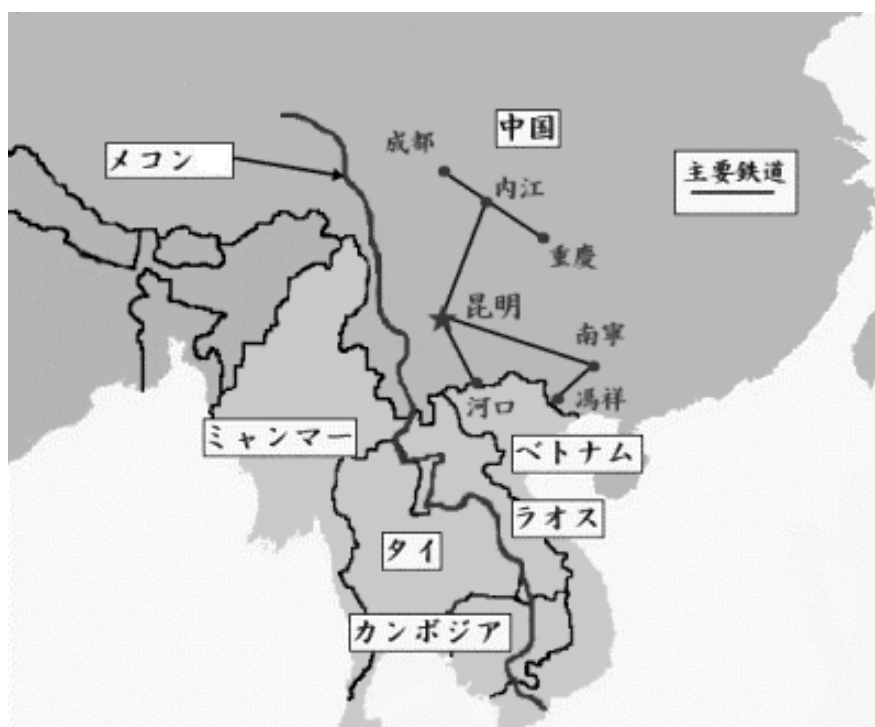 中国
成都
メコン
主要鉄道
内江
重慶
昆明
南寧
河口
馮祥
ミャンマー
ベトナム
ラオス
タイ
カンボジア